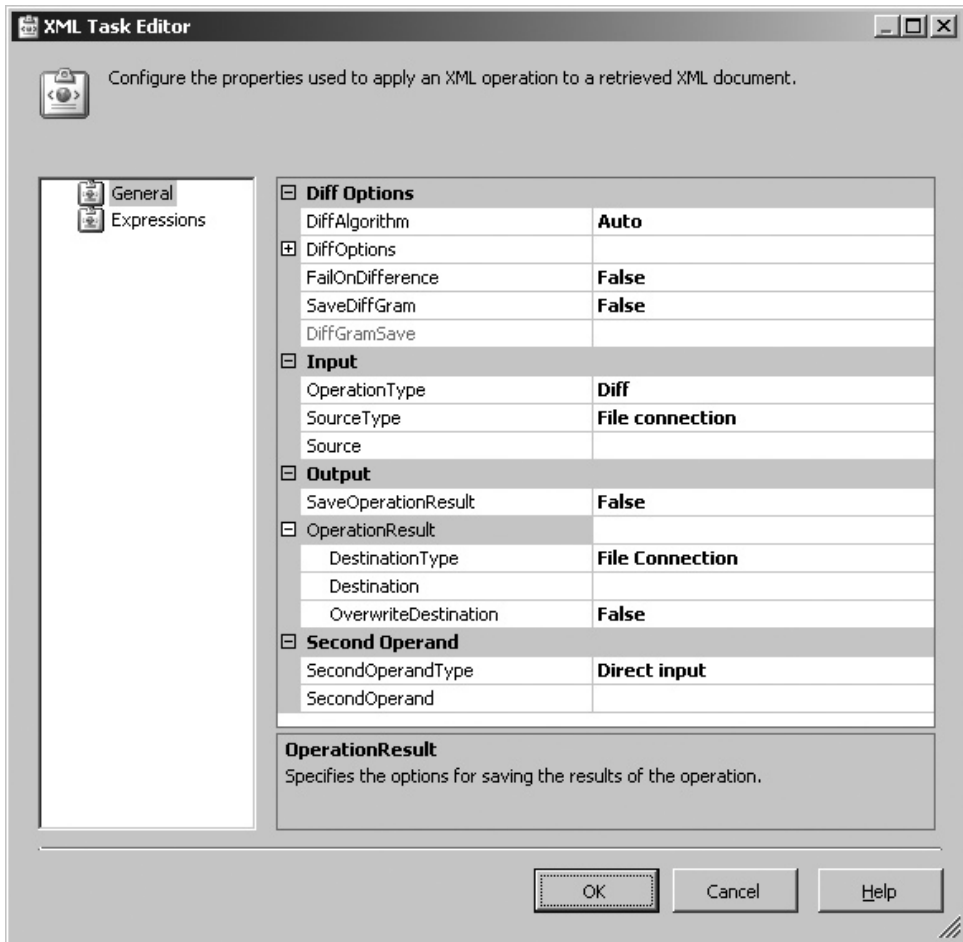 XML Task Editor
Configure the properties used to apply an XML operation to a retrieved XML document.
General
Expressions
Diff Options
DiffAlgorithm Auto
DiffOptions
FailOnDifference False
SaveDiffGram False
DiffGramSave
Input
OperationType Diff
SourceType File connection
Source
Output
SaveOperationResult False
OperationResult
DestinationType File Connection
Destination
OverwriteDestination False
Second Operand
SecondOperandType Direct input
SecondOperand
OperationResult
Specifies the options for saving the results of the operation.
OK Cancel Help